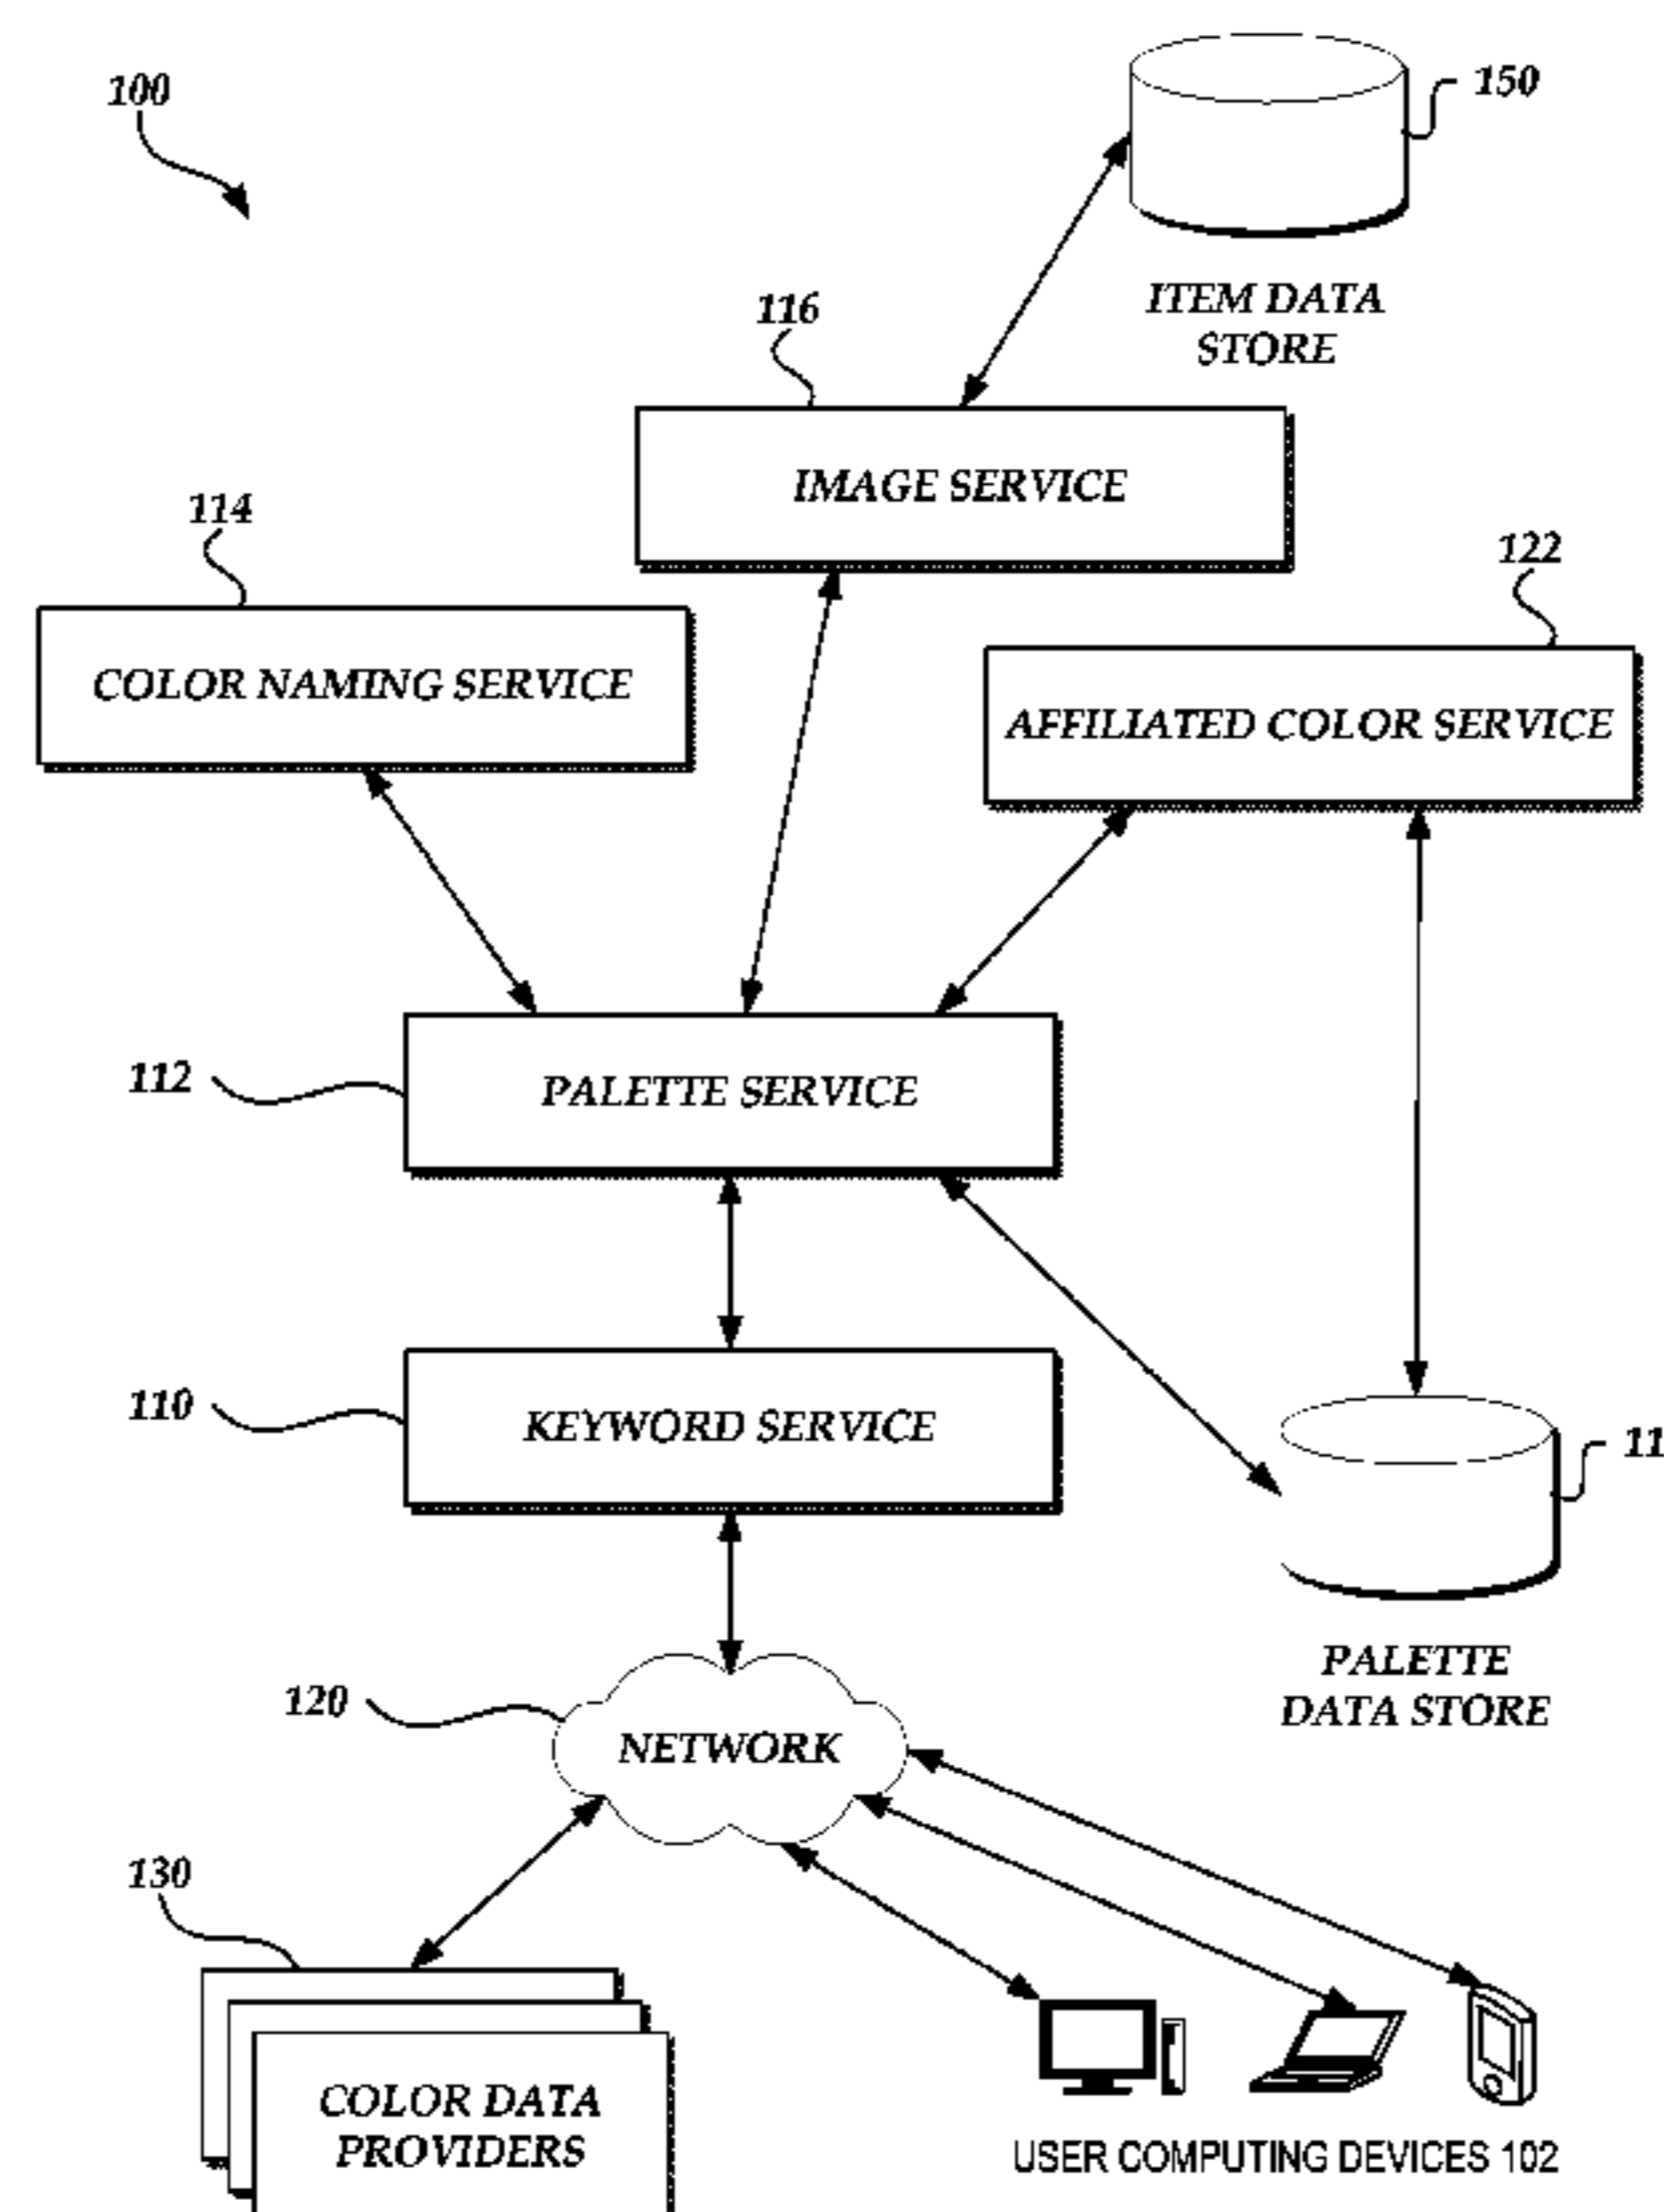 100
150
ITEM DATA
STORE
116
IMAGE SERVICE
114
COLOR NAMING SERVICE
122
AFFILIATED COLOR SERVICE
112
PALETTE SERVICE
110
KEYWORD SERVICE
11
PALETTE
DATA STORE
120
NETWORK
130
COLOR DATA
PROVIDERS
USER COMPUTING DEVICES 102